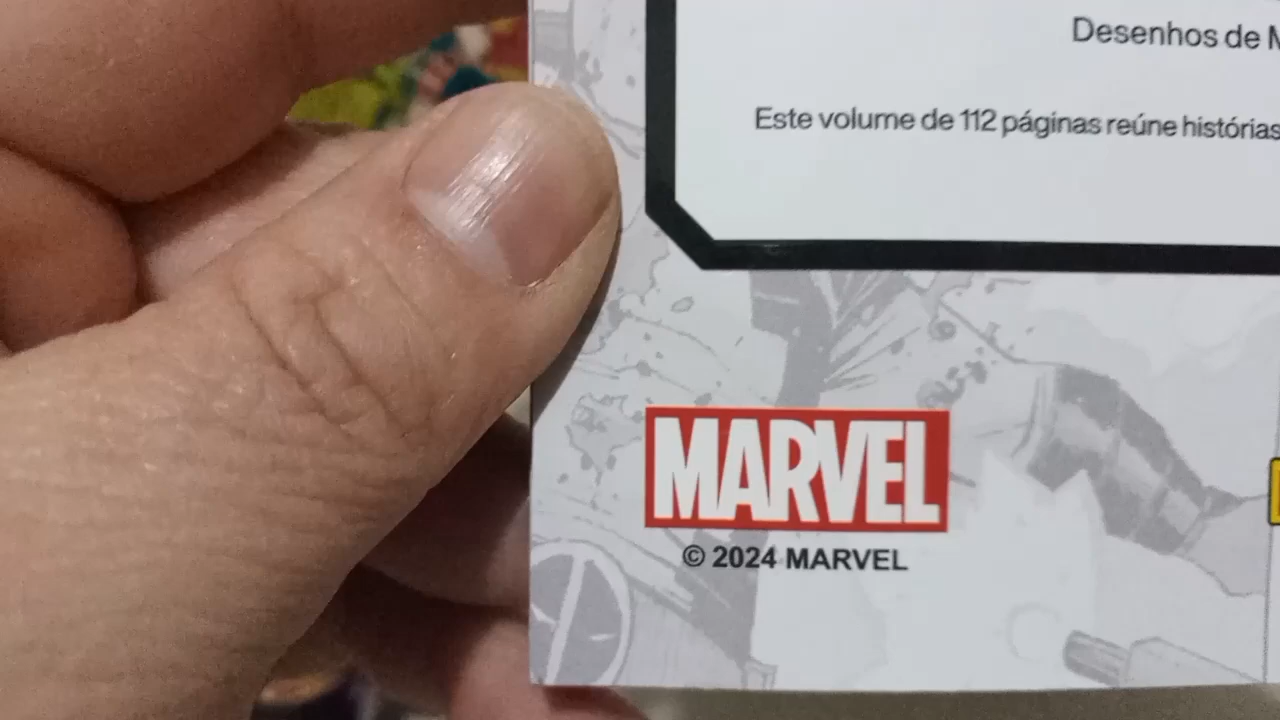 Desenhos de
Este volume de 112 páginas reúne histórias
MARVEL
© 2024 MARVEL